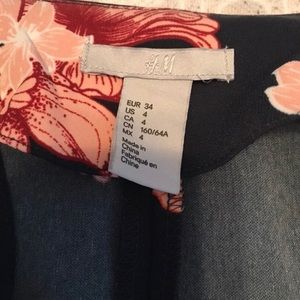 H&M
EUR 34
US 4
CA 4
CN 160/64A
MX 4
Made in
China
Fabriqué en
Chine